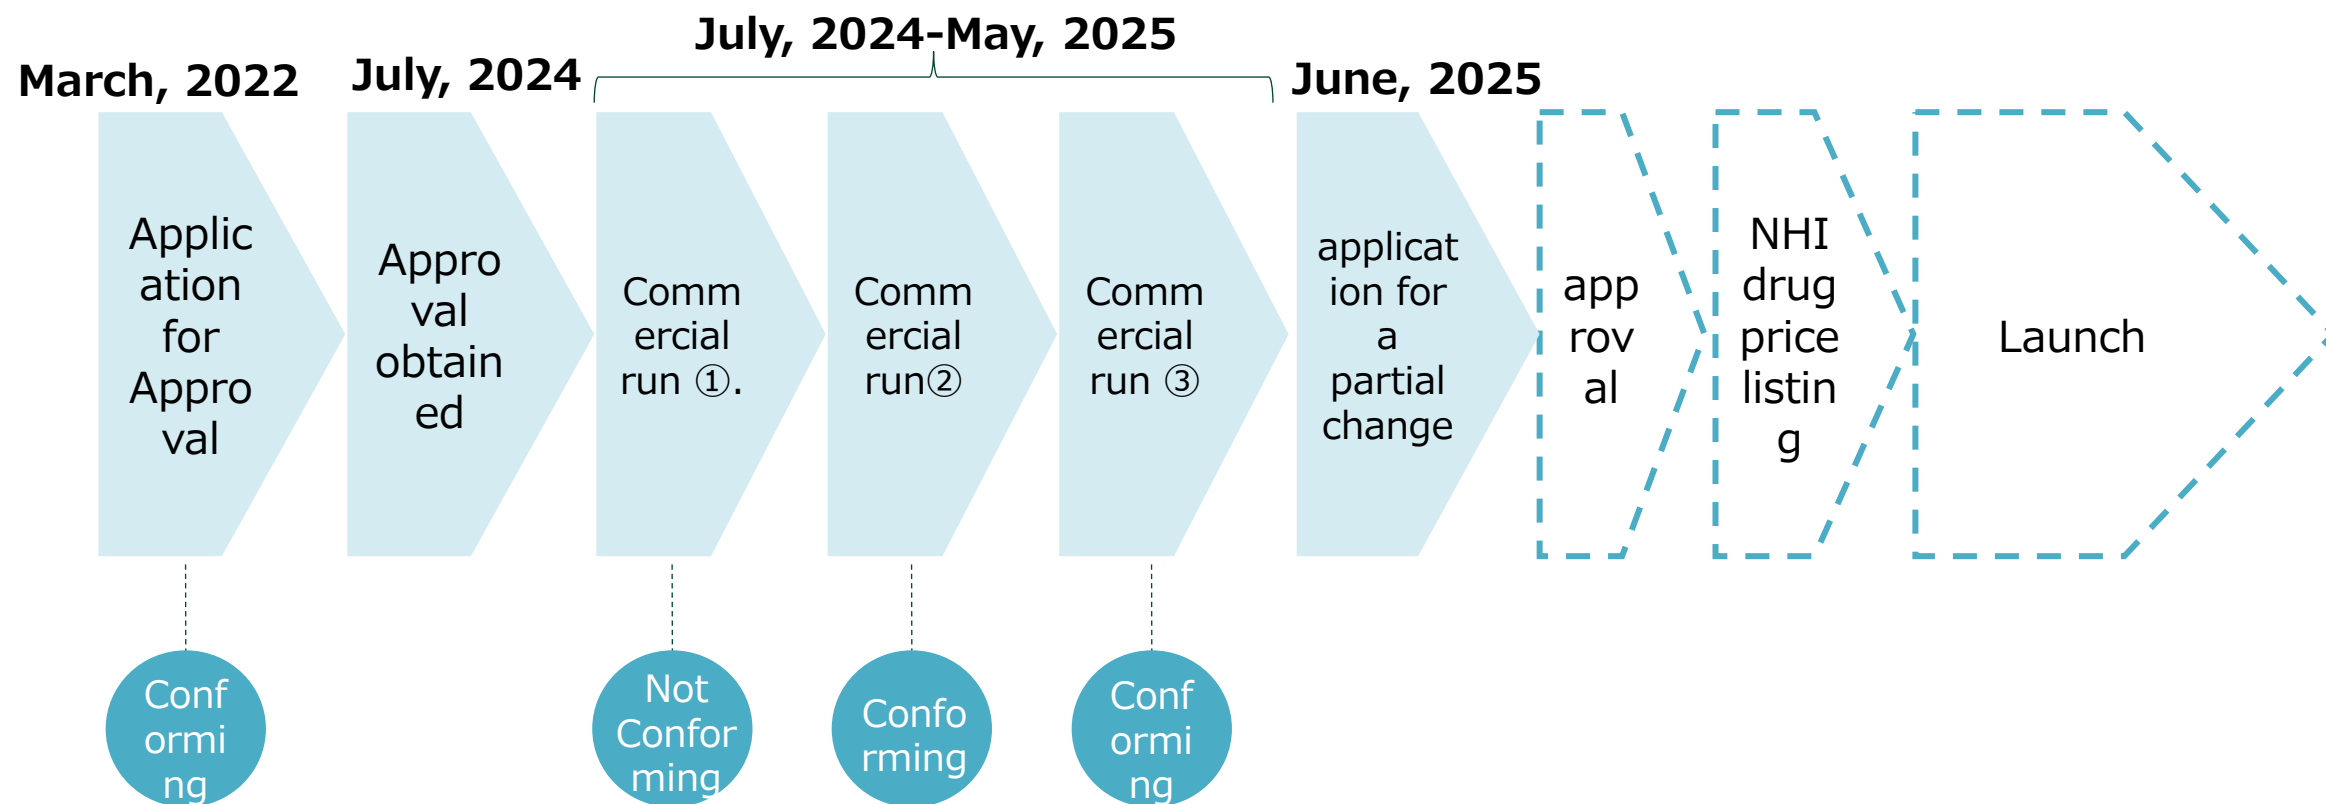 July, 2024-May, 2025
March, 2022
July, 2024
June, 2025
Applic
ation
for
Appro
val
Appro
val
obtain
ed
Comm
ercial
run ①.
Comm
ercial
run②
Comm
ercial
run ③
applicat
ion for
a
partial
change
app
rov
al
NHI
drug
price
listin
g
Launch
Conf
ormi
ng
Not
Confor
ming
Confo
rming
Conf
ormi
ng